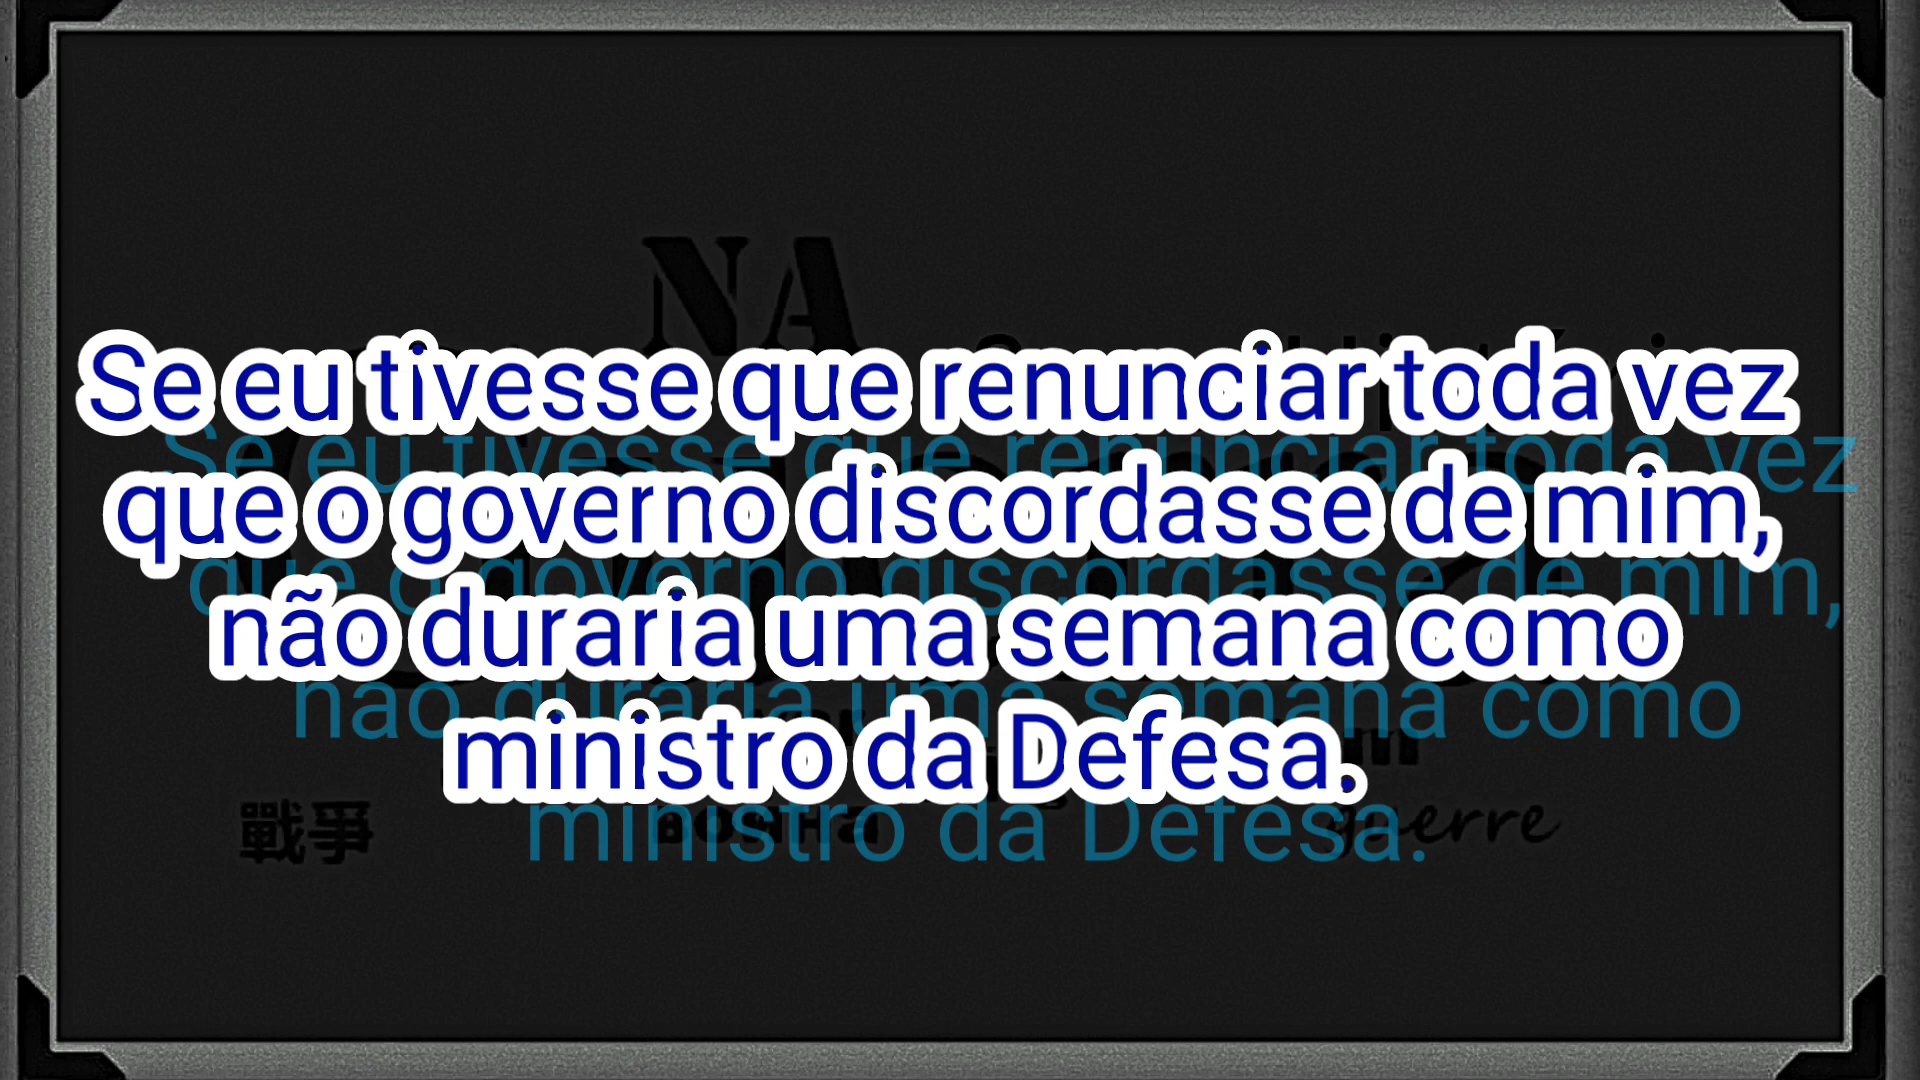 NA
Se eu tivesse que renunciar toda vez
que o governo discordasse de mim,
não duraria uma semana como
ministro da Defesa.
Se eu tivesse que renunciar toda vez
que o governo discordasse de mim,
não duraria uma semana como
ministro da Defesa.
戰爭
guerre